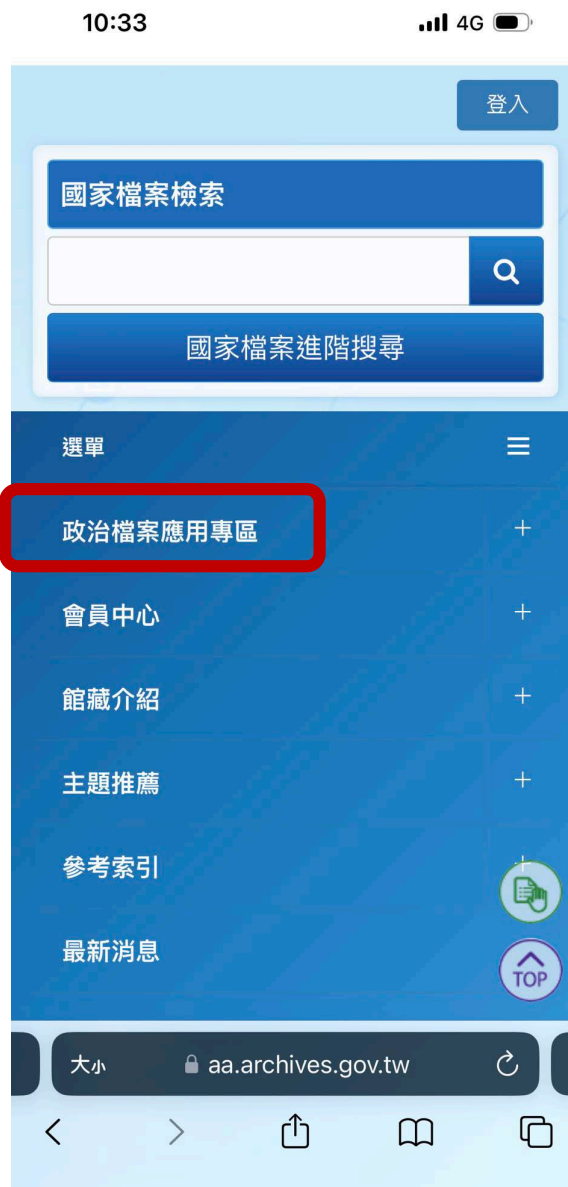 10:33
4G
登入
國家檔案檢索
國家檔案進階搜尋
選單
政治檔案應用專區
會員中心
館藏介紹
主題推薦
參考索引
最新消息
TOP
大小 aa.archives.gov.tw